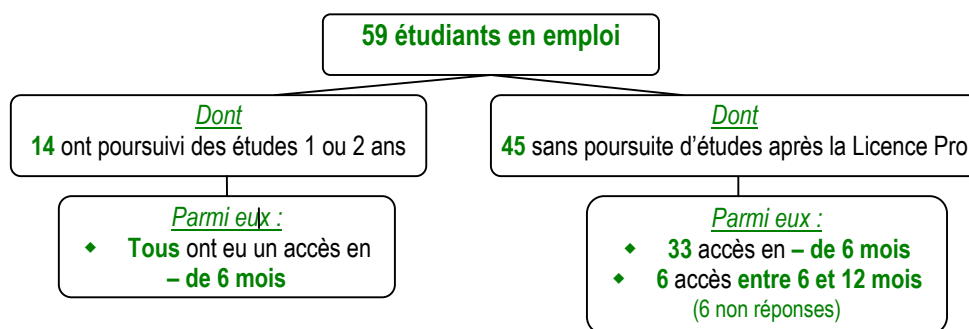 59 étudiants en emploi
Dont
14 ont poursuivi des études 1 ou 2 ans
Dont
45 sans poursuite d'études après la Licence Pro
Parmi eux :
◆ Tous ont eu un accès en
– de 6 mois
Parmi eux :
◆ 33 accès en – de 6 mois
◆ 6 accès entre 6 et 12 mois
(6 non réponses)